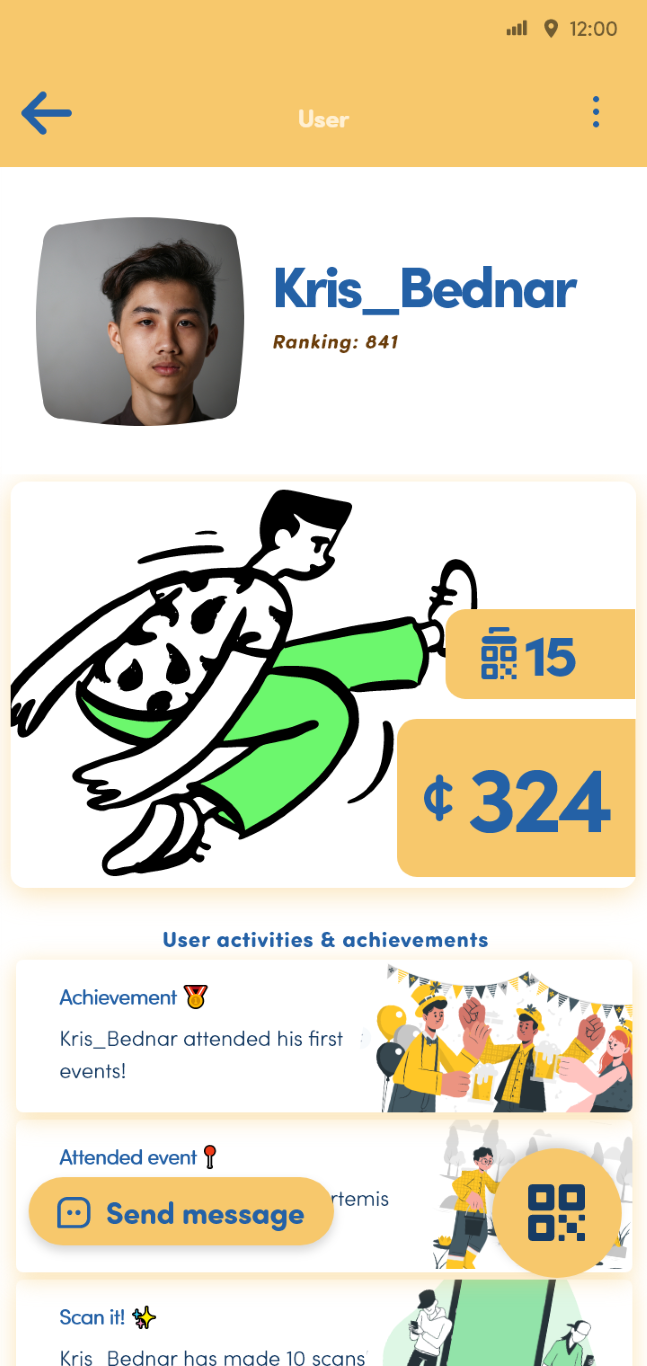 12:00
User
Kris_Bednar
Ranking: 841
15
¢ 324
User activities & achievements
Achievement 🏅
Kris_Bednar attended his first
events!
Attended event 📍
rtemis
Send message
Scan it! ✨
Kris_Bednar has made 10 scans